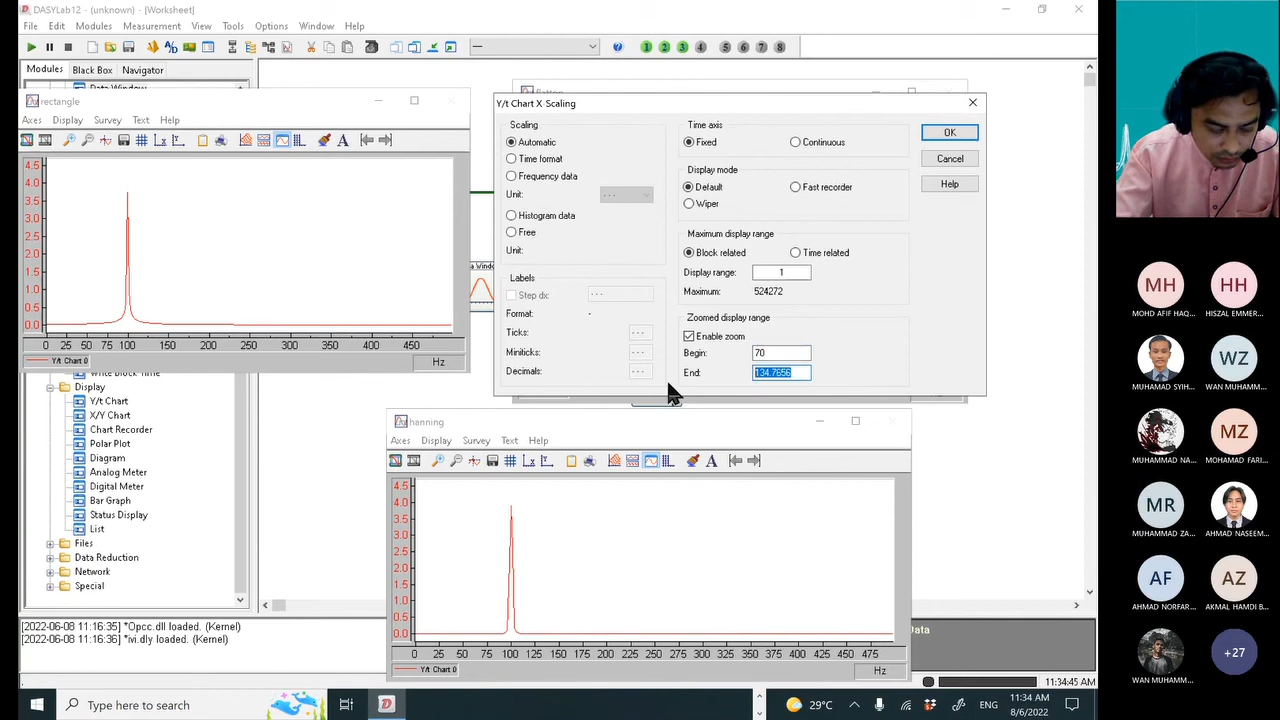 DASYLab12 - (unknown) - [Worksheet]
File Edit Modules Measurement View Tools Options Window Help
1 2 3 4 5 6 7 8
Modules Black Box Navigator
Data Window
rectangle
Axes Display Survey Text Help
4.5
4.0
3.5
3.0
2.5
2.0
1.5
1.0
0.5
0.0
0 50 100 150 200 250 300 350 400 450
Y/t Chart 0
Hz
Write Block Time
Display
Y/t Chart
X/Y Chart
Chart Recorder
Polar Plot
Diagram
Analog Meter
Digital Meter
Bar Graph
Status Display
List
Files
Data Reduction
Network
Special
Y/t Chart X-Scaling
Scaling
Automatic
Time format
Frequency data
Unit: - - -
Histogram data
Free
Unit:
Labels
Step dx: - - -
Format: -
Ticks: - - -
Miniticks: - - -
Decimals: - - -
Time axis
Fixed Continuous
Display mode
Default Fast recorder
Wiper
Maximum display range
Block related Time related
Display range: 1
Maximum: 524272
Zoomed display range
Enable zoom
Begin: 70
End: 134.7656
OK
Cancel
Help
hanning
Axes Display Survey Text Help
4.5
4.0
3.5
3.0
2.5
2.0
1.5
1.0
0.5
0.0
0 25 50 75 100 125 150 175 200 225 250 275 300 325 350 375 400 425 450 475
Y/t Chart 0
Hz
[2022-06-08 11:16:35] "Opcc.dll loaded. (Kernel)
[2022-06-08 11:16:36] "ivi.dly loaded. (Kernel)
11:34:45 AM
Type here to search
29°C
ENG
11:34 AM
8/6/2022
MH
MOHD AFIF HAQ...
HH
HISZAL EMMER...
MUHAMAD SYIH...
WZ
WAN MUHAMM...
MUHAMMAD NA...
MZ
MOHAMAD FARI...
MR
MUHAMMAD ZA...
AHMAD NASEEM...
AF
AHMAD NORFAR...
AZ
AKMAL HAMDI B...
WAN MUHAMM...
+27